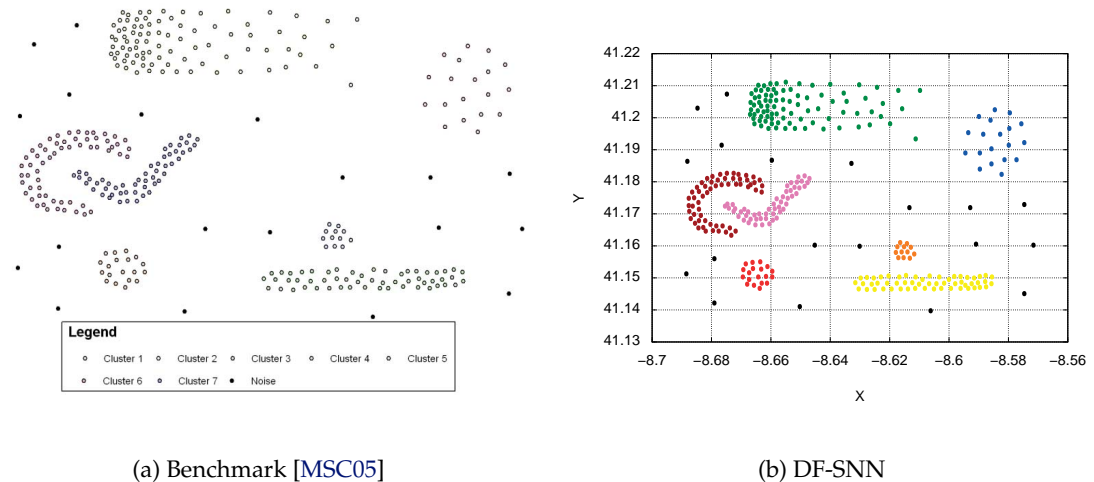 Legend
Cluster 1 Cluster 2 Cluster 3 Cluster 4 Cluster 5
Cluster 6 Cluster 7 Noise
41.22
41.21
41.2
41.19
41.18
41.17
41.16
41.15
41.14
41.13
Y
−8.7 −8.68 −8.66 −8.64 −8.62 −8.6 −8.58 −8.56
X
(a) Benchmark [MSC05]
(b) DF-SNN